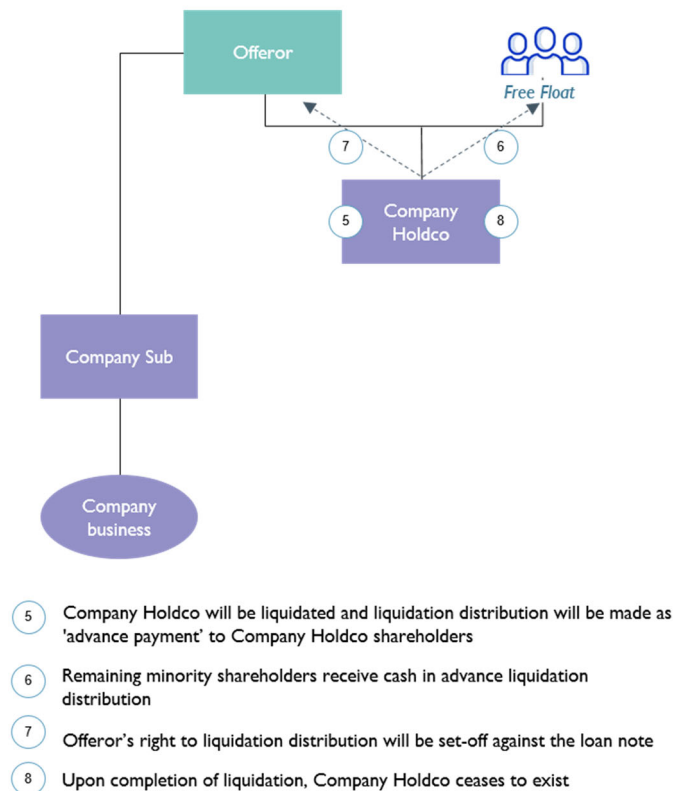 Offeror
Free Float
7
6
5
Company
Holdco
8
Company Sub
Company
business
5 Company Holdco will be liquidated and liquidation distribution will be made as
'advance payment’ to Company Holdco shareholders
6 Remaining minority shareholders receive cash in advance liquidation
distribution
7 Offeror’s right to liquidation distribution will be set-off against the loan note
8 Upon completion of liquidation, Company Holdco ceases to exist